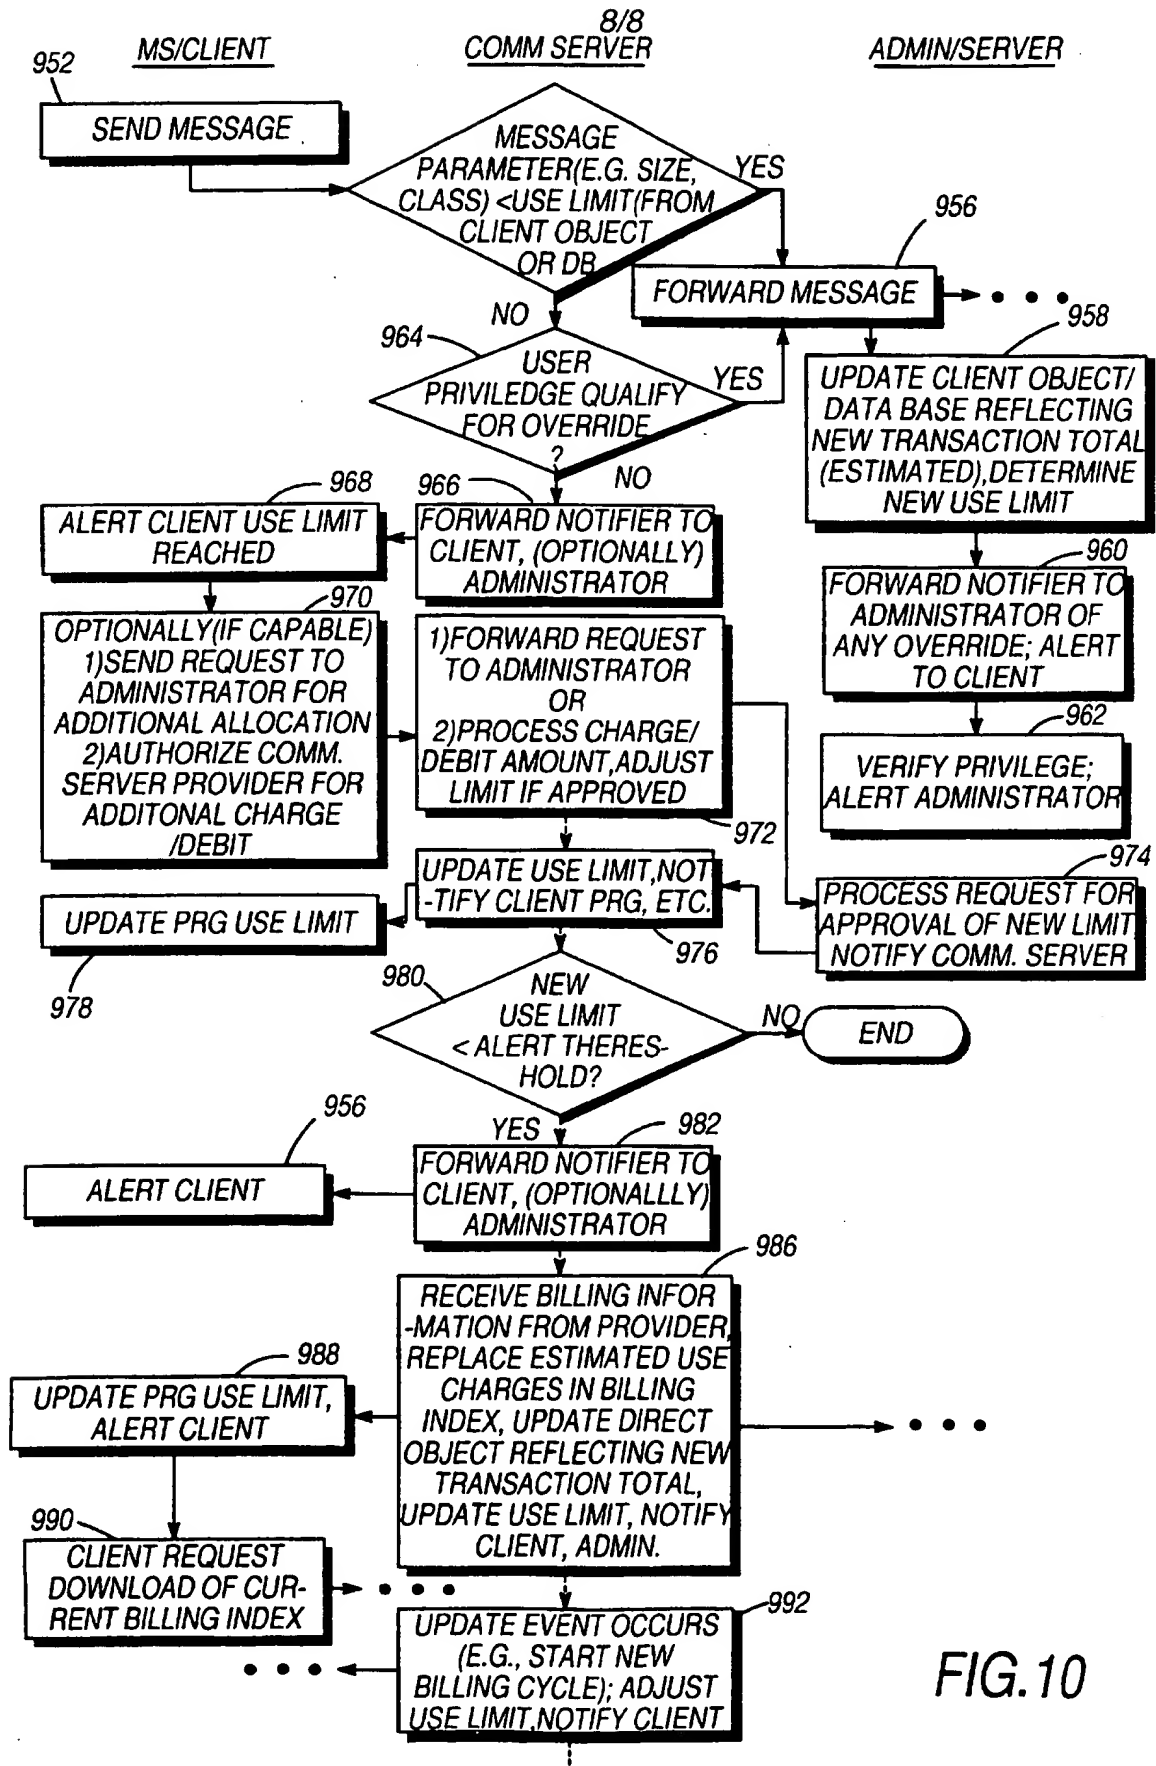 8/8
MS/CLIENT
COMM SERVER
ADMIN/SERVER
952
SEND MESSAGE
MESSAGE
PARAMETER(E.G. SIZE,
CLASS) <USE LIMIT(FROM
CLIENT OBJECT
OR DB
YES
956
FORWARD MESSAGE
NO
964
USER
PRIVILEDGE QUALIFY
FOR OVERRIDE
?
YES
NO
958
UPDATE CLIENT OBJECT/
DATA BASE REFLECTING
NEW TRANSACTION TOTAL
(ESTIMATED),DETERMINE
NEW USE LIMIT
968
ALERT CLIENT USE LIMIT
REACHED
966
FORWARD NOTIFIER TO
CLIENT, (OPTIONALLY)
ADMINISTRATOR
960
FORWARD NOTIFIER TO
ADMINISTRATOR OF
ANY OVERRIDE; ALERT
TO CLIENT
970
OPTIONALLY(IF CAPABLE)
1)SEND REQUEST TO
ADMINISTRATOR FOR
ADDITIONAL ALLOCATION
2)AUTHORIZE COMM.
SERVER PROVIDER FOR
ADDITONAL CHARGE
/DEBIT
1)FORWARD REQUEST
TO ADMINISTRATOR
OR
2)PROCESS CHARGE/
DEBIT AMOUNT,ADJUST
LIMIT IF APPROVED
972
962
VERIFY PRIVILEGE;
ALERT ADMINISTRATOR
974
PROCESS REQUEST FOR
APPROVAL OF NEW LIMIT
NOTIFY COMM. SERVER
UPDATE USE LIMIT,NOT
-TIFY CLIENT PRG, ETC.
976
UPDATE PRG USE LIMIT
978
980
NEW
USE LIMIT
< ALERT THERES-
HOLD?
NO
END
YES
956
ALERT CLIENT
982
FORWARD NOTIFIER TO
CLIENT, (OPTIONALLLY)
ADMINISTRATOR
986
RECEIVE BILLING INFOR
-MATION FROM PROVIDER,
REPLACE ESTIMATED USE
CHARGES IN BILLING
INDEX, UPDATE DIRECT
OBJECT REFLECTING NEW
TRANSACTION TOTAL,
UPDATE USE LIMIT, NOTIFY
CLIENT, ADMIN.
988
UPDATE PRG USE LIMIT,
ALERT CLIENT
990
CLIENT REQUEST
DOWNLOAD OF CUR-
RENT BILLING INDEX
992
UPDATE EVENT OCCURS
(E.G., START NEW
BILLING CYCLE); ADJUST
USE LIMIT,NOTIFY CLIENT
FIG.10